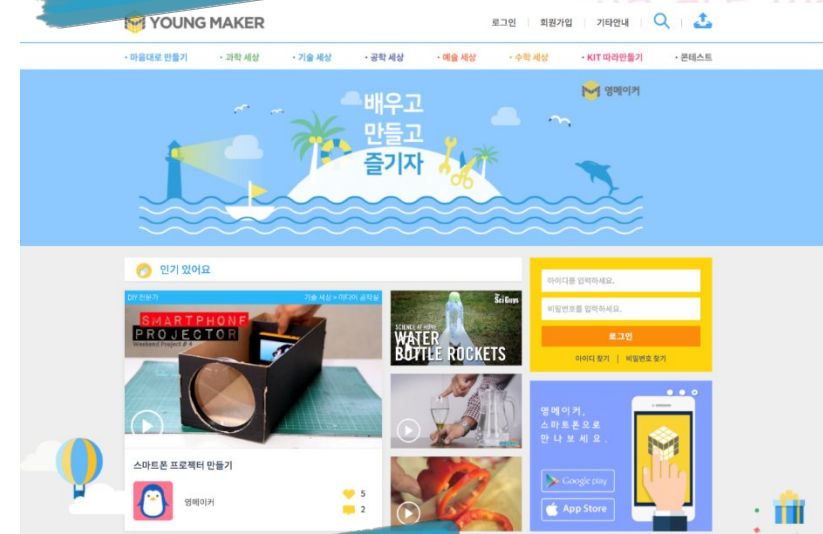 YOUNG MAKER
로그인 | 회원가입 | 기타안내
· 마음대로 만들기 · 과학 세상 · 기술 세상 · 공학 세상 · 예술 세상 · 수학 세상 · KIT 따라만들기 · 콘테스트
영메이커
배우고
만들고
즐기자
인기 있어요
기술 세상 > 미디어 공작실
SMARTPHONE
PROJECTOR
Weekend Project # 4
스마트폰 프로젝터 만들기
영메이커
5
2
The
Sci Guys
SCIENCE AT HOME
WATER
BOTTLE ROCKETS
아이디를 입력하세요.
비밀번호를 입력하세요.
로그인
아이디 찾기 | 비밀번호 찾기
영메이커,
스마트폰으로
만나보세요.
Google play
App Store